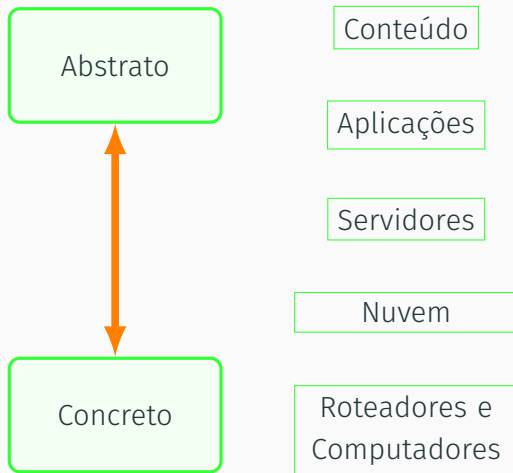 Abstrato
Concreto
Conteúdo
Aplicações
Servidores
Nuvem
Roteadores e
Computadores